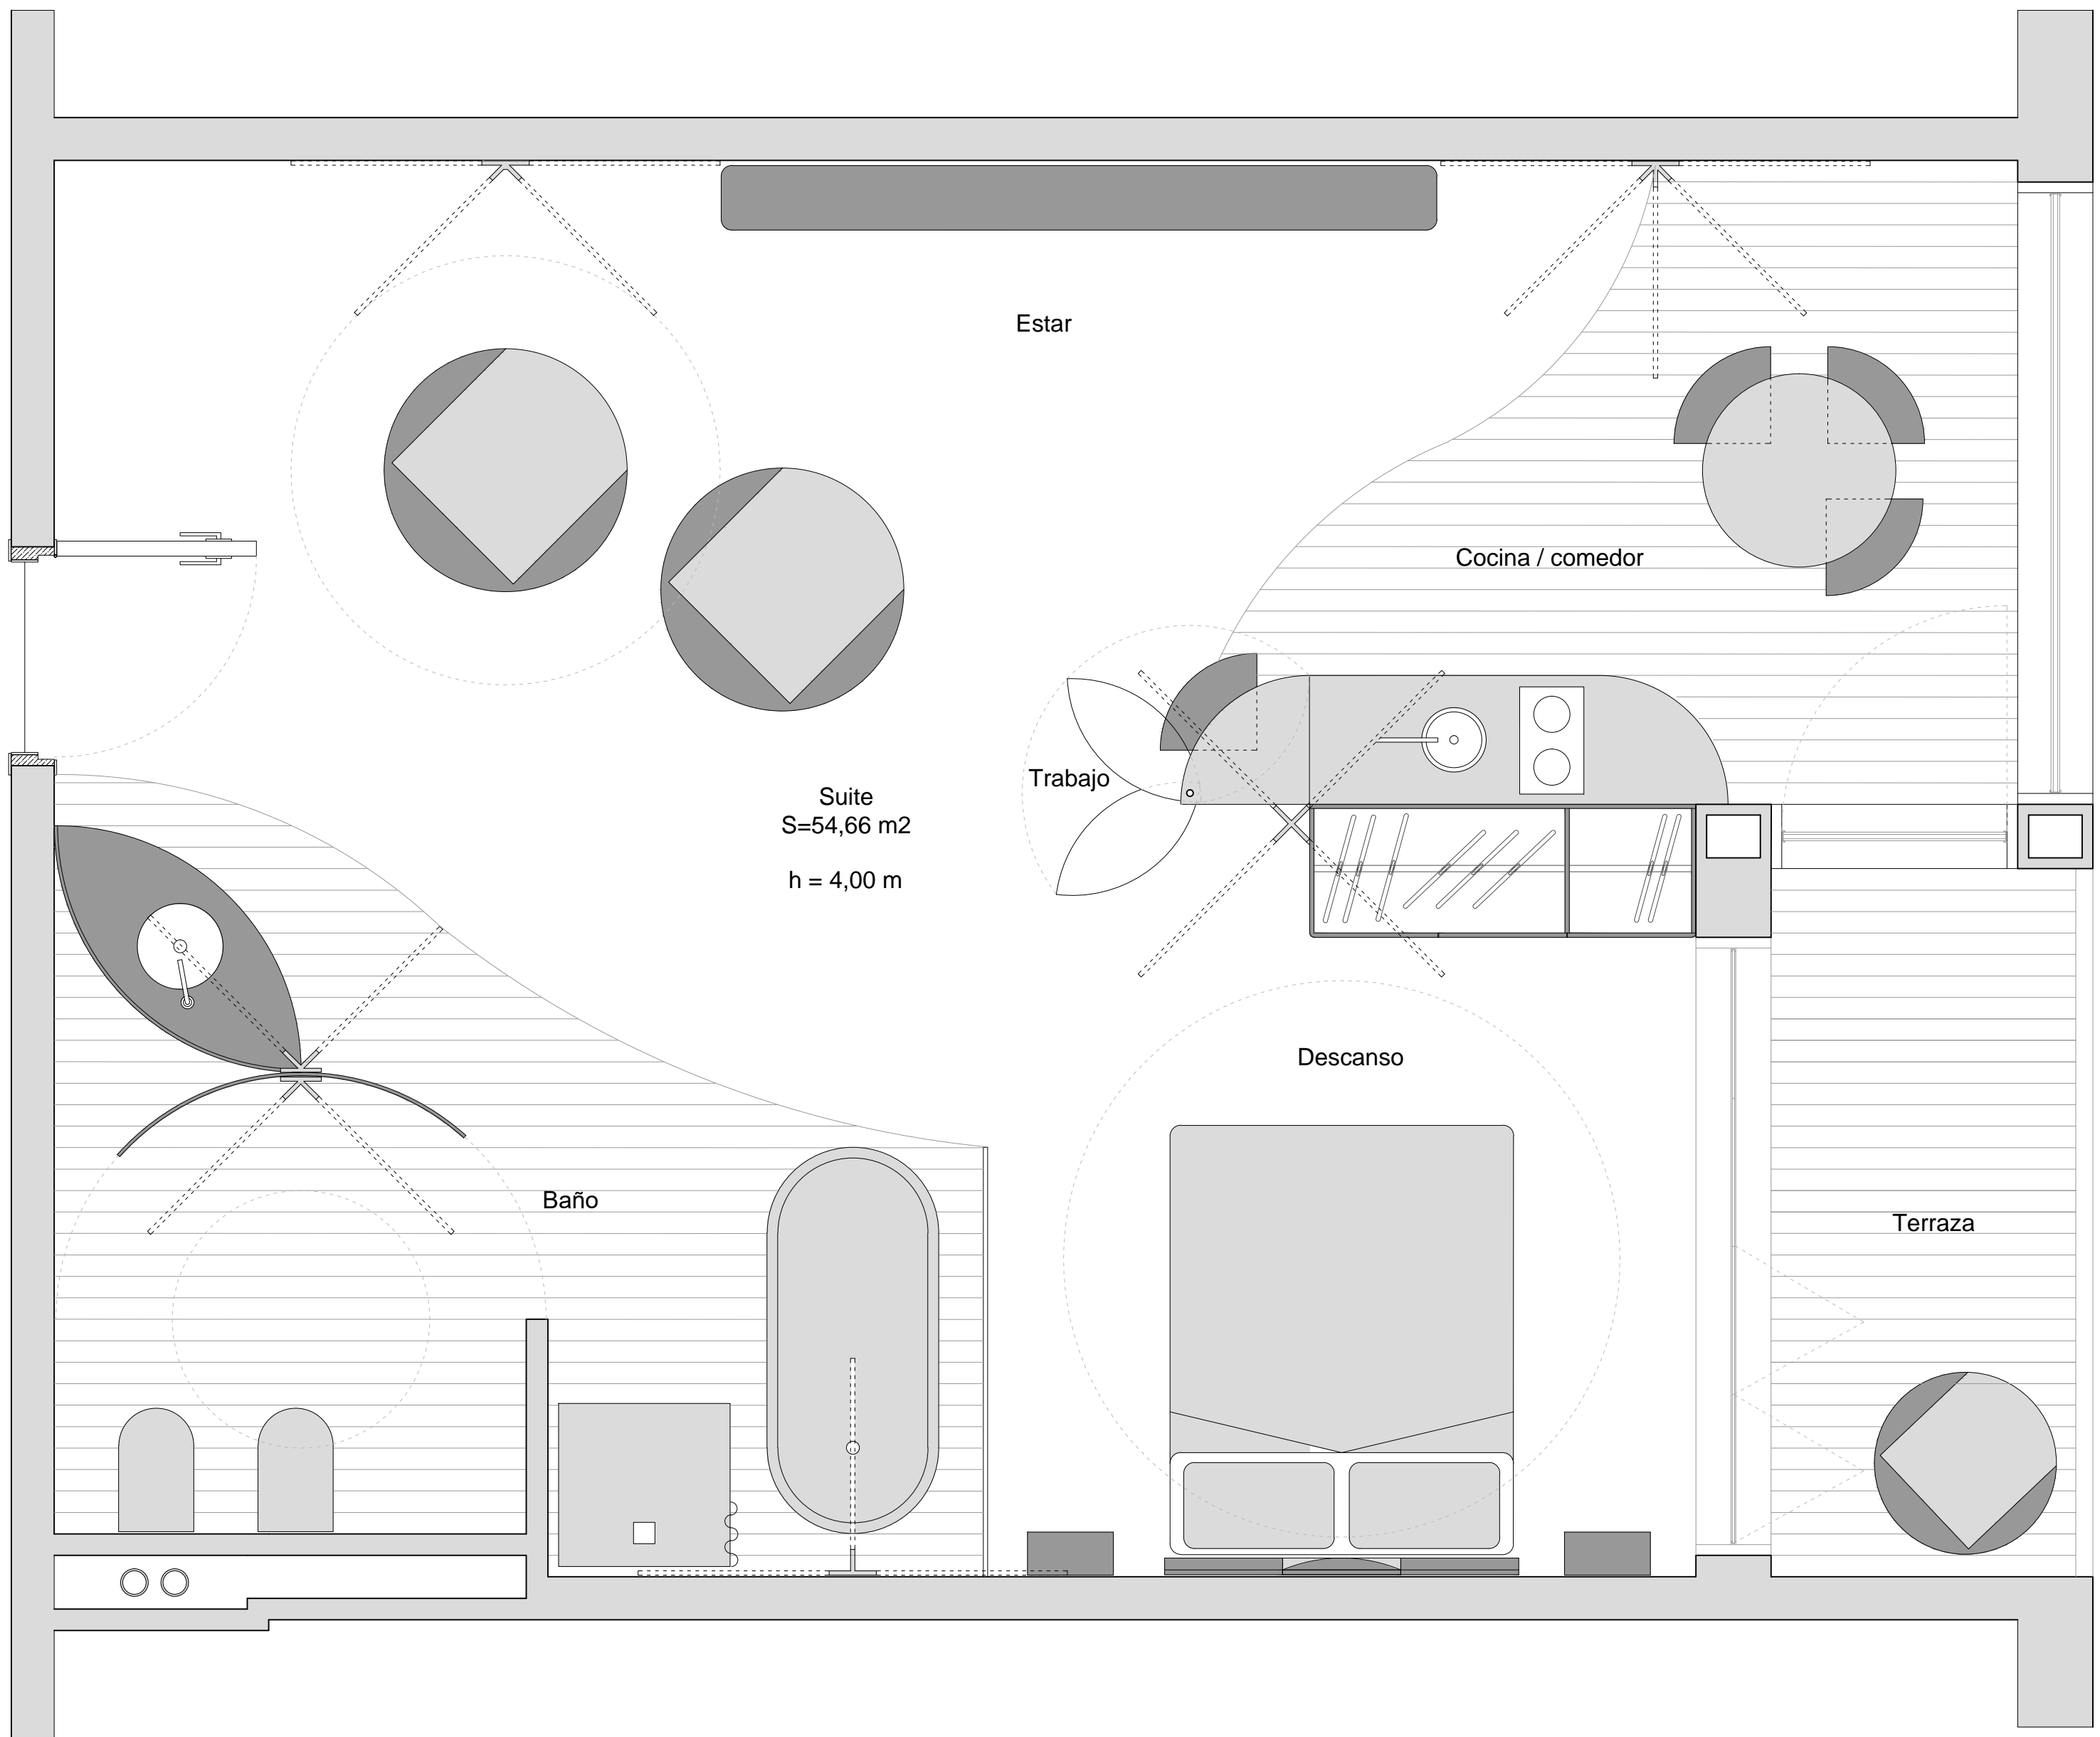 Estar
Cocina / comedor
Trabajo
Suite
S=54,66 m2
h = 4,00 m
Descanso
Baño
Terraza